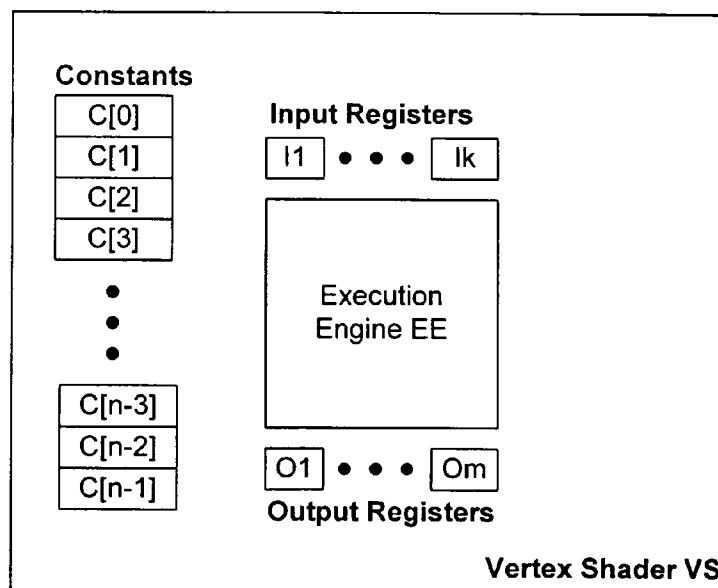 Constants
C[0]
C[1]
C[2]
C[3]
C[n-3]
C[n-2]
C[n-1]
Input Registers
I1 • • • Ik
Execution
Engine EE
O1 • • • Om
Output Registers
Vertex Shader VS